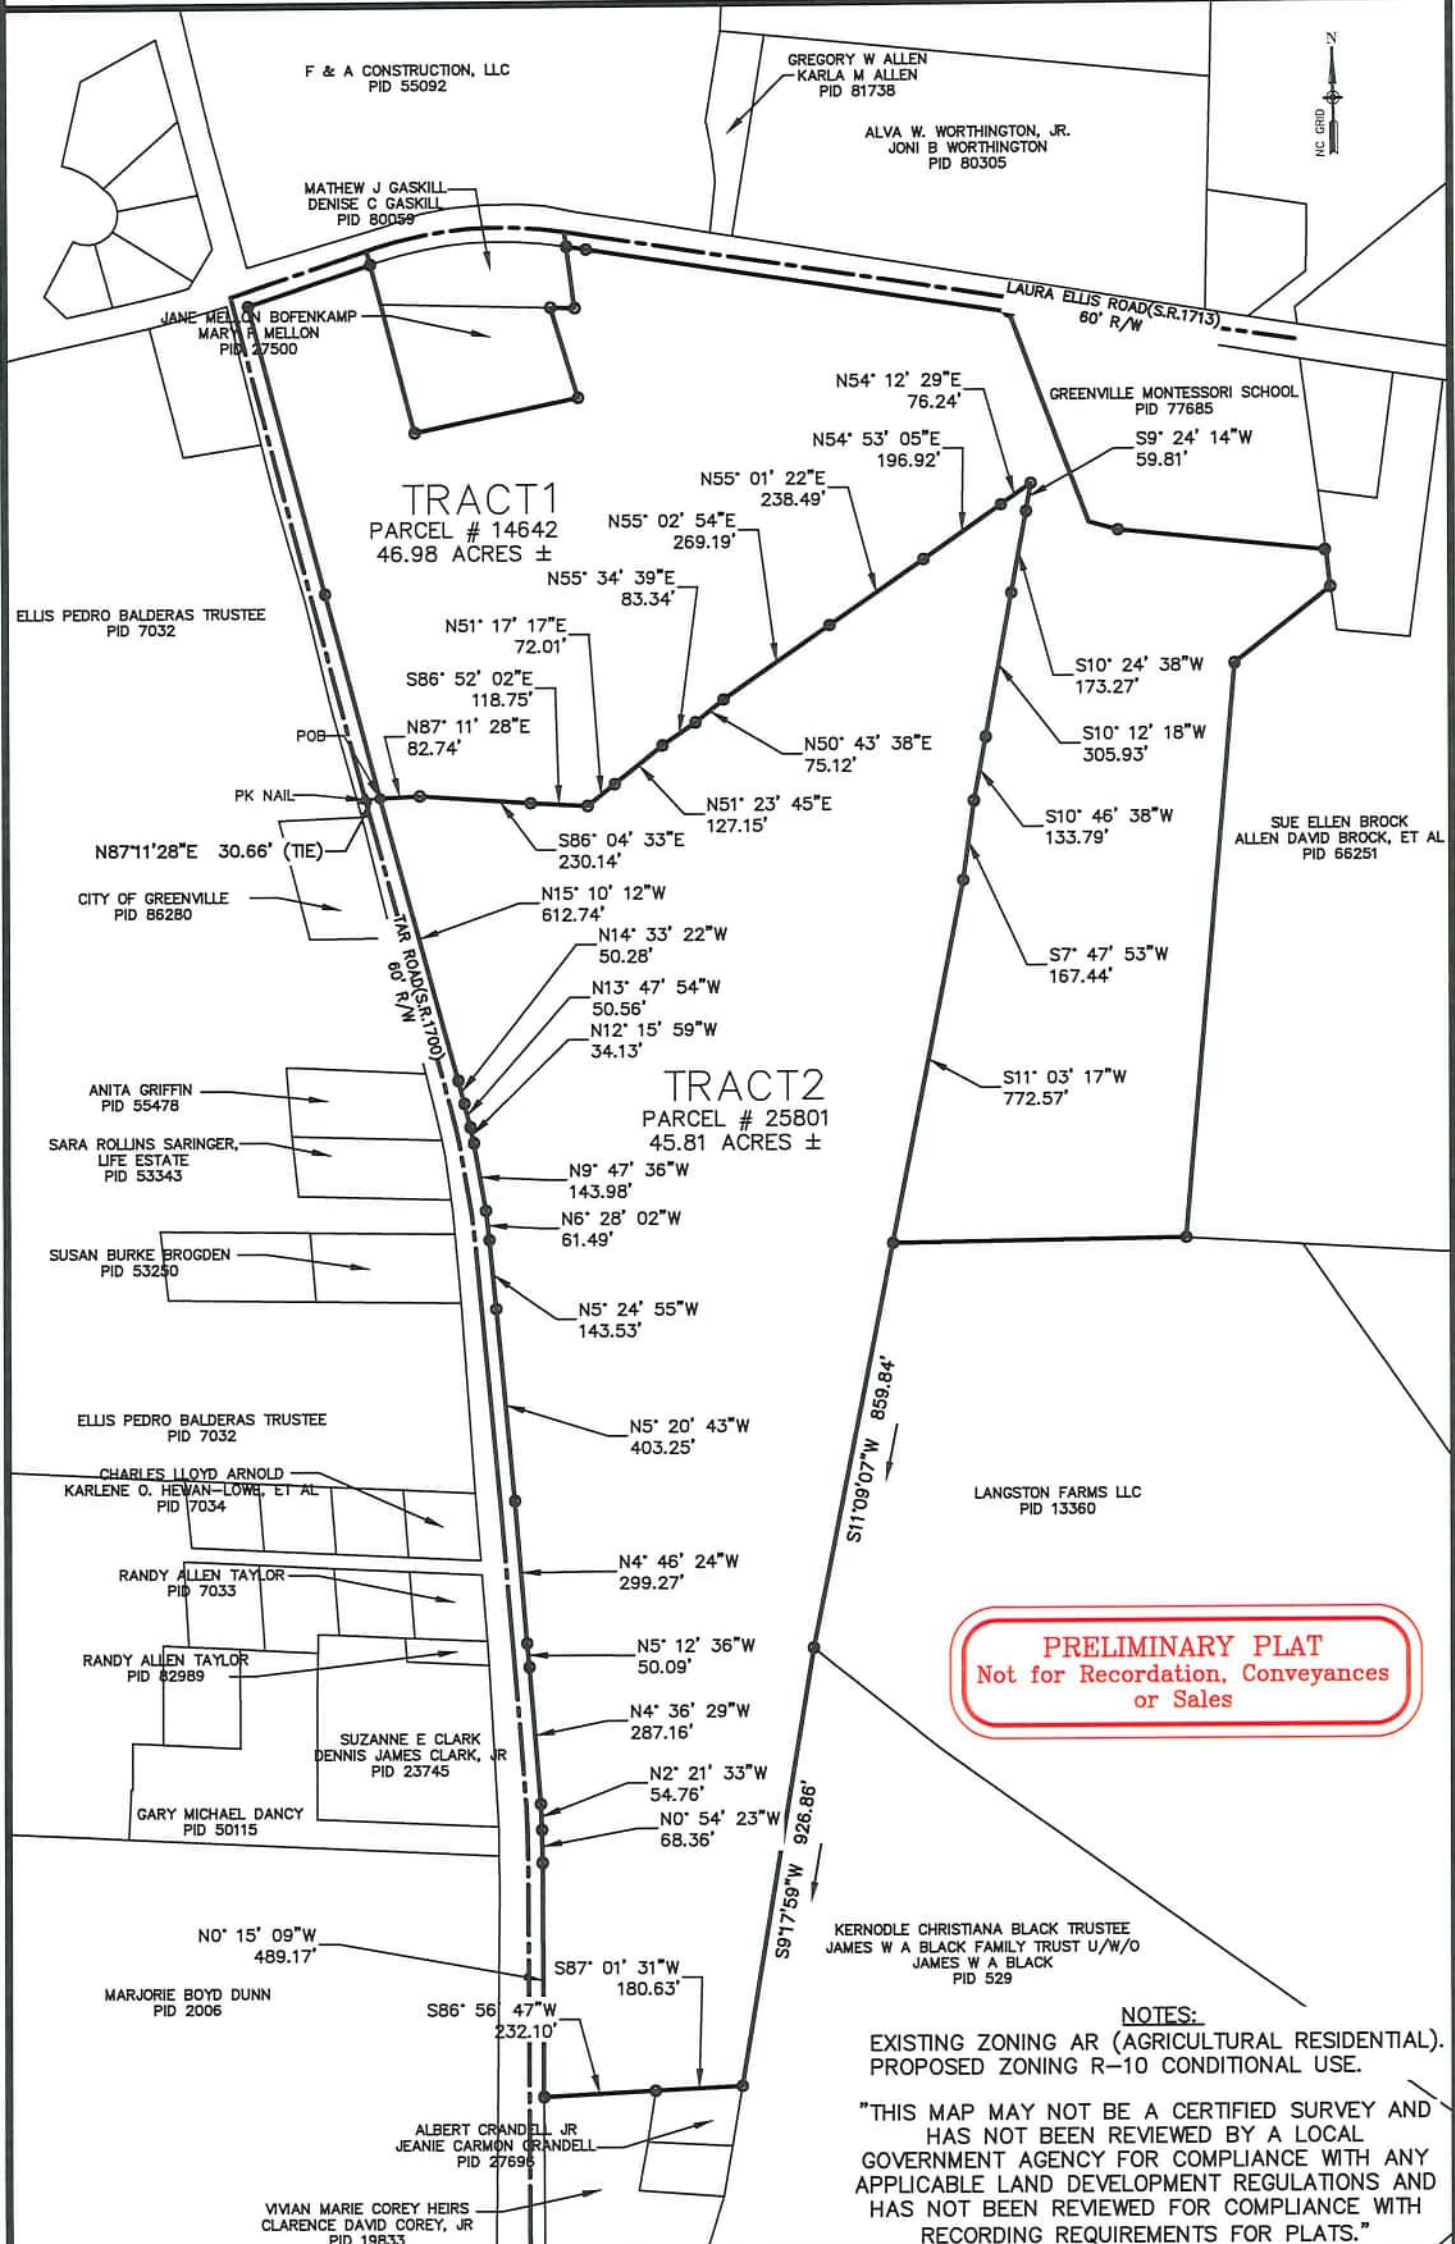 F & A CONSTRUCTION, LLC
PID 55092
GREGORY W ALLEN
KARLA M ALLEN
PID 81738
N
NC GRID
ALVA W. WORTHINGTON, JR.
JONI B WORTHINGTON
PID 80305
MATHEW J GASKILL
DENISE C GASKILL
PID 80059
LAURA ELLIS ROAD(S.R.1713)
60' R/W
JANE MELLON BOFENKAMP
MARY P MELLON
PID 27500
GREENVILLE MONTESSORI SCHOOL
PID 77685
N54° 12' 29"E
76.24'
S9° 24' 14"W
59.81'
N54° 53' 05"E
196.92'
N55° 01' 22"E
238.49'
TRACT1
PARCEL # 14642
46.98 ACRES ±
N55° 02' 54"E
269.19'
N55° 34' 39"E
83.34'
ELLIS PEDRO BALDERAS TRUSTEE
PID 7032
N51° 17' 17"E
72.01'
S86° 52' 02"E
118.75'
S10° 24' 38"W
173.27'
POB
N87° 11' 28"E
82.74'
N50° 43' 38"E
75.12'
S10° 12' 18"W
305.93'
PK NAIL
N51° 23' 45"E
127.15'
S10° 46' 38"W
133.79'
SUE ELLEN BROCK
ALLEN DAVID BROCK, ET AL
PID 66251
N87°11'28"E 30.66' (TIE)
S86° 04' 33"E
230.14'
CITY OF GREENVILLE
PID 86280
N15° 10' 12"W
612.74'
TAR ROAD(S.R.1700)
60' R/W
N14° 33' 22"W
50.28'
S7° 47' 53"W
167.44'
N13° 47' 54"W
50.56'
N12° 15' 59"W
34.13'
TRACT2
PARCEL # 25801
45.81 ACRES ±
S11° 03' 17"W
772.57'
ANITA GRIFFIN
PID 55478
SARA ROLLINS SARINGER,
LIFE ESTATE
PID 53343
N9° 47' 36"W
143.98'
N6° 28' 02"W
61.49'
SUSAN BURKE BROGDEN
PID 53250
N5° 24' 55"W
143.53'
S11°09'07"W 859.84'
ELLIS PEDRO BALDERAS TRUSTEE
PID 7032
N5° 20' 43"W
403.25'
CHARLES LLOYD ARNOLD
KARLENE O. HEWAN-LOWE, ET AL
PID 7034
LANGSTON FARMS LLC
PID 13360
RANDY ALLEN TAYLOR
PID 7033
N4° 46' 24"W
299.27'
RANDY ALLEN TAYLOR
PID 82989
N5° 12' 36"W
50.09'
PRELIMINARY PLAT
Not for Recordation, Conveyances
or Sales
N4° 36' 29"W
287.16'
SUZANNE E CLARK
DENNIS JAMES CLARK, JR
PID 23745
N2° 21' 33"W
54.76'
GARY MICHAEL DANCY
PID 50115
N0° 54' 23"W
68.36'
S9°17'59"W 926.86'
N0° 15' 09"W
489.17'
KERNODLE CHRISTIANA BLACK TRUSTEE
JAMES W A BLACK FAMILY TRUST U/W/O
JAMES W A BLACK
PID 529
S87° 01' 31"W
180.63'
MARJORIE BOYD DUNN
PID 2006
S86° 56' 47"W
232.10'
NOTES:
EXISTING ZONING AR (AGRICULTURAL RESIDENTIAL).
PROPOSED ZONING R-10 CONDITIONAL USE.
"THIS MAP MAY NOT BE A CERTIFIED SURVEY AND
HAS NOT BEEN REVIEWED BY A LOCAL
GOVERNMENT AGENCY FOR COMPLIANCE WITH ANY
APPLICABLE LAND DEVELOPMENT REGULATIONS AND
HAS NOT BEEN REVIEWED FOR COMPLIANCE WITH
RECORDING REQUIREMENTS FOR PLATS."
ALBERT CRANDELL JR
JEANIE CARMON CRANDELL
PID 27696
VIVIAN MARIE COREY HEIRS
CLARENCE DAVID COREY, JR
PID 19833